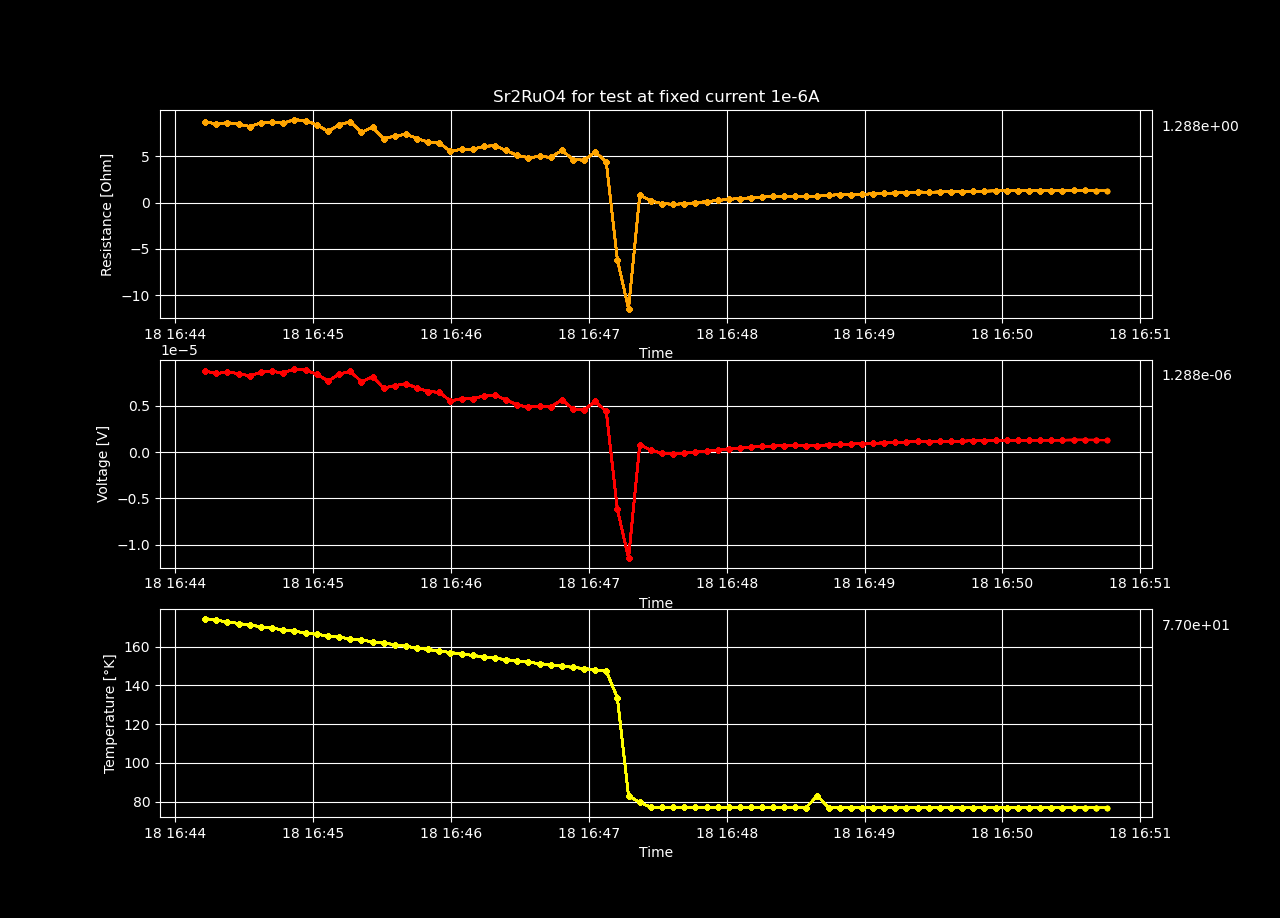 Sr2RuO4 for test at fixed current 1e-6A
1.288e+00
Resistance [Ohm]
5
0
−5
−10
18 16:44 18 16:45 18 16:46 18 16:47 18 16:48 18 16:49 18 16:50 18 16:51
Time
1e−5
1.288e-06
Voltage [V]
0.5
0.0
−0.5
−1.0
18 16:44 18 16:45 18 16:46 18 16:47 18 16:48 18 16:49 18 16:50 18 16:51
Time
7.70e+01
Temperature [°K]
160
140
120
100
80
18 16:44 18 16:45 18 16:46 18 16:47 18 16:48 18 16:49 18 16:50 18 16:51
Time